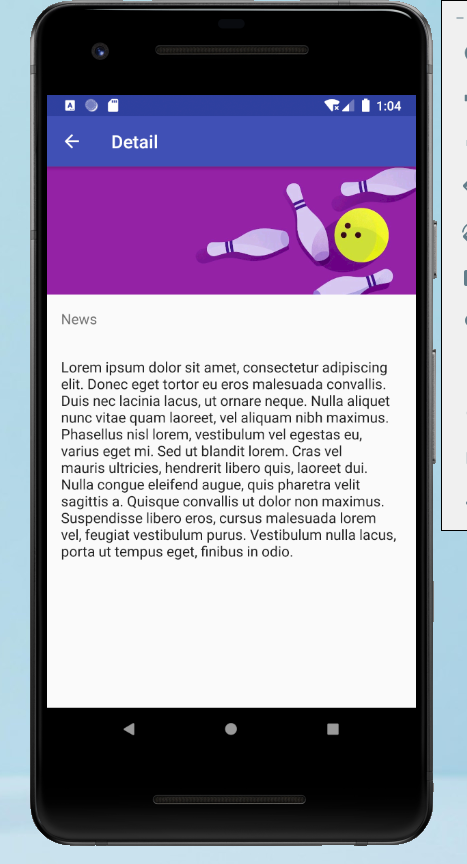 1:04
Detail
News
Lorem ipsum dolor sit amet, consectetur adipiscing
elit. Donec eget tortor eu eros malesuada convallis.
Duis nec lacinia lacus, ut ornare neque. Nulla aliquet
nunc vitae quam laoreet, vel aliquam nibh maximus.
Phasellus nisl lorem, vestibulum vel egestas eu,
varius eget mi. Sed ut blandit lorem. Cras vel
mauris ultricies, hendrerit libero quis, laoreet dui.
Nulla congue eleifend augue, quis pharetra velit
sagittis a. Quisque convallis ut dolor non maximus.
Suspendisse libero eros, cursus malesuada lorem
vel, feugiat vestibulum purus. Vestibulum nulla lacus,
porta ut tempus eget, finibus in odio.